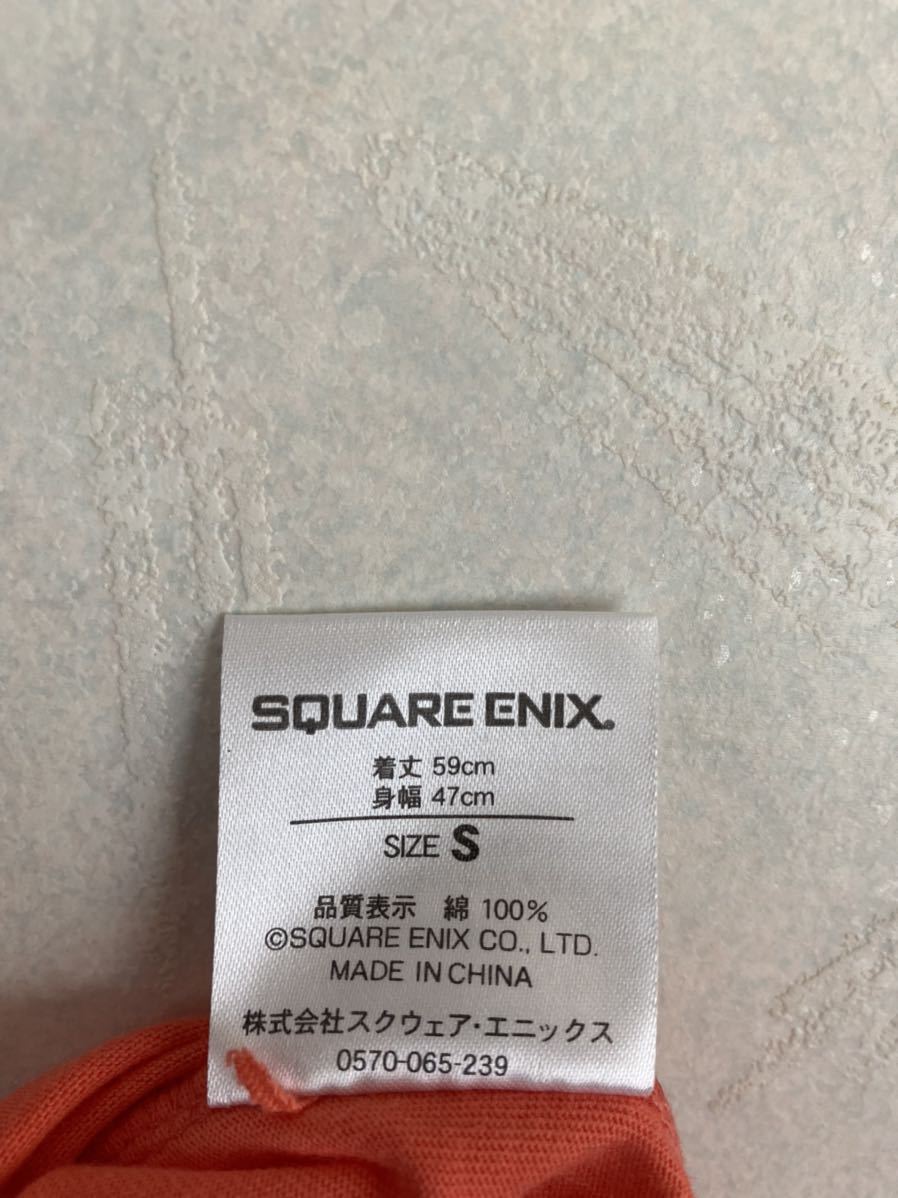 SQUARE ENIX.
着丈 59cm
身幅 47cm
SIZE S
品質表示 綿 100%
©SQUARE ENIX CO., LTD.
MADE IN CHINA
株式会社スクウェア・エニックス
0570-065-239